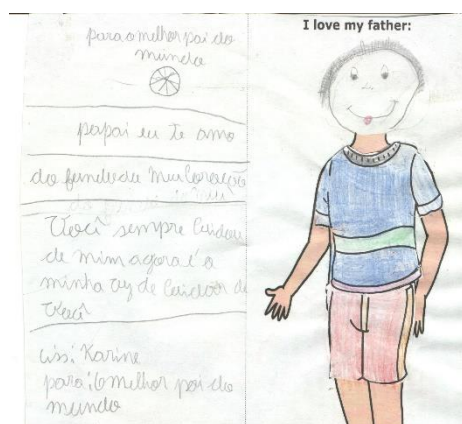 para o melhor pai do
mundo
papai eu te amo
do fundo do meu coração
Você sempre cuidou
de mim agora é a
minha vez de cuidar de
Você
ass: Karine
para: O melhor pai do
mundo
I love my father: